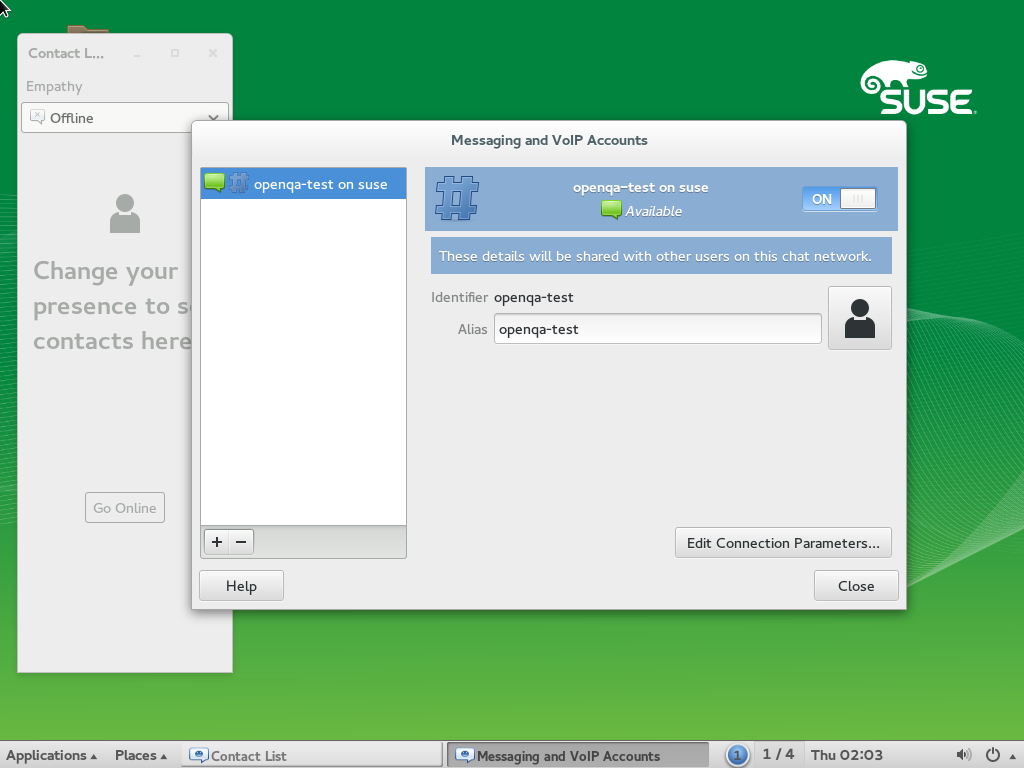 Contact L...
Empathy
Offline
SUSE
Messaging and VoIP Accounts
openqa-test on suse
openqa-test on suse
Available
ON
These details will be shared with other users on this chat network.
Identifier openqa-test
Alias openqa-test
Change your
presence to s
contacts here
Go Online
+ −
Edit Connection Parameters...
Help
Close
Applications
Places
Contact List
Messaging and VoIP Accounts
1
1 / 4
Thu 02:03